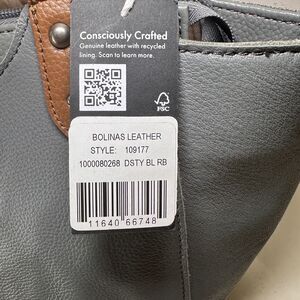 Consciously Crafted
Genuine leather with recycled
lining. Scan to learn more.
FSC
BOLINAS LEATHER
STYLE: 109177
1000080268 DSTY BL RB
11640 66748